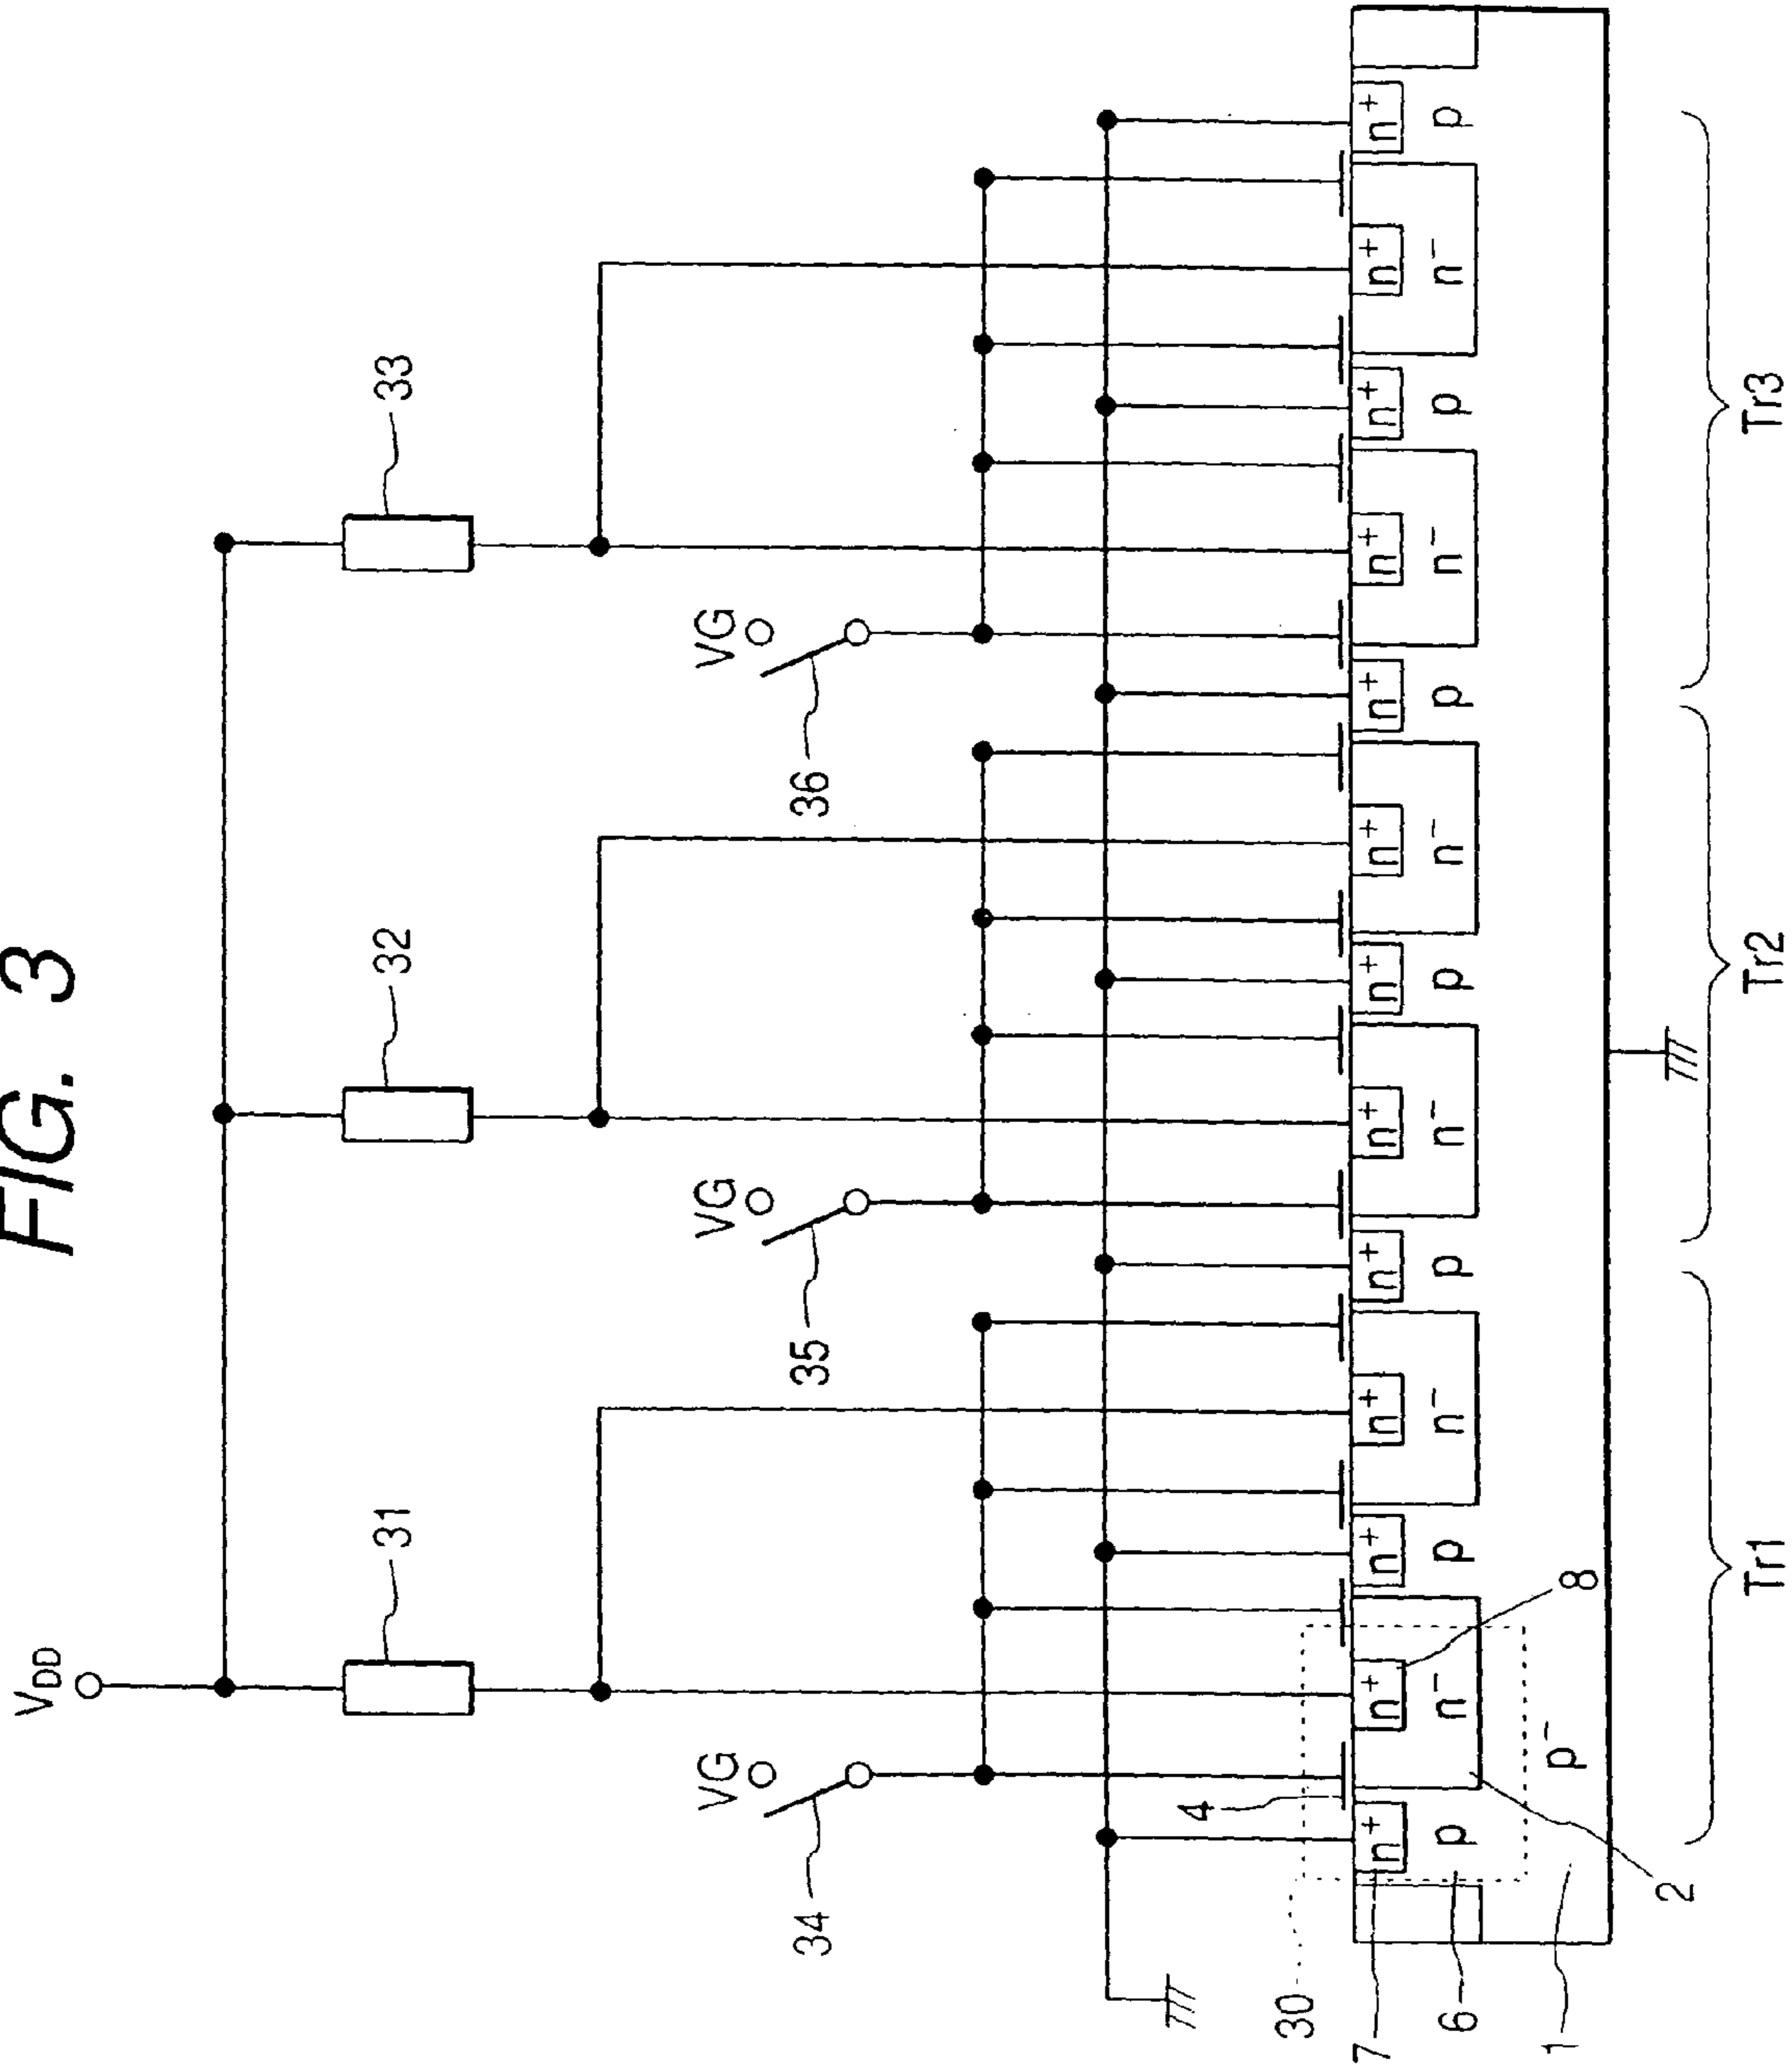 FIG. 3
VDD
31
32
33
VG
VG
VG
34
35
36
30
4
7
n+
n+
n+
n+
n+
n+
n+
n+
n+
n+
n+
n+
n+
6
p
n-
p
n-
p
n-
p
n-
p
n-
p
n-
p
8
1
p-
2
Tr1
Tr2
Tr3